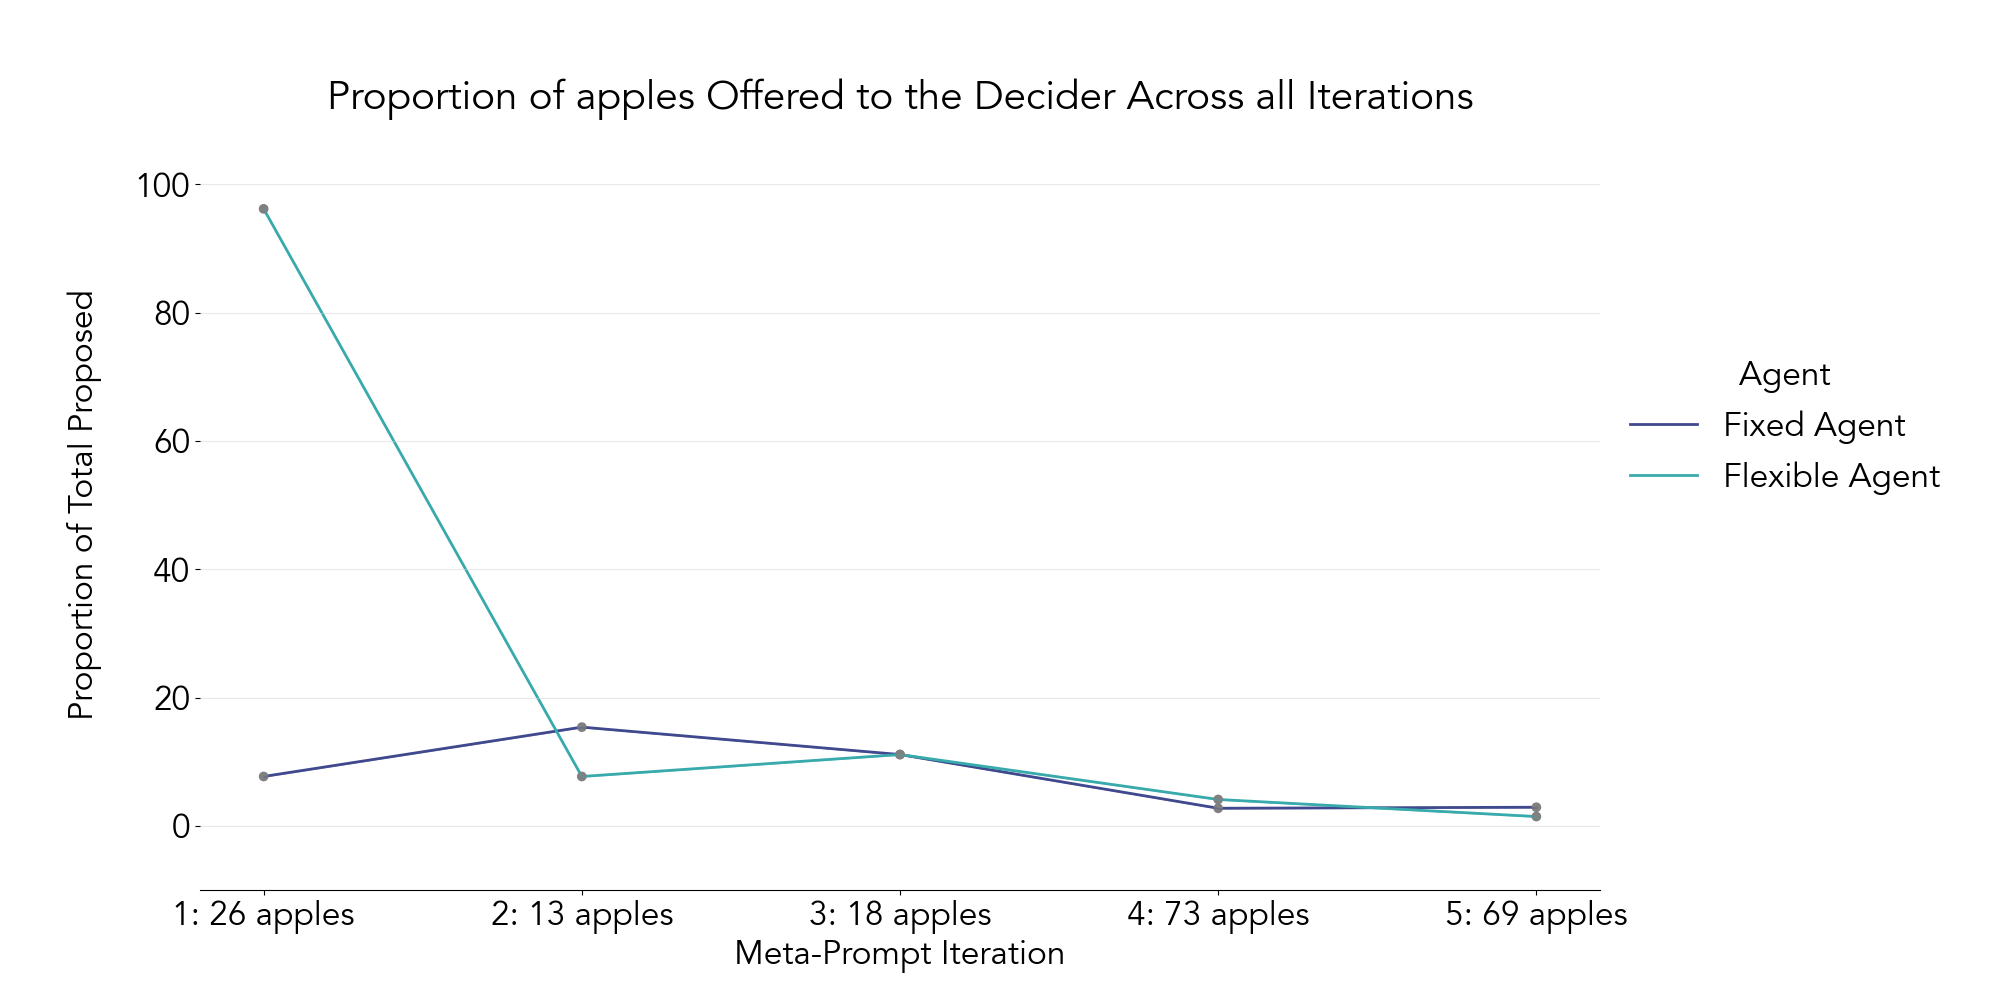 Proportion of apples Offered to the Decider Across all Iterations
Proportion of Total Proposed
100
80
60
40
20
0
1: 26 apples
2: 13 apples
3: 18 apples
4: 73 apples
5: 69 apples
Meta-Prompt Iteration
Agent
Fixed Agent
Flexible Agent